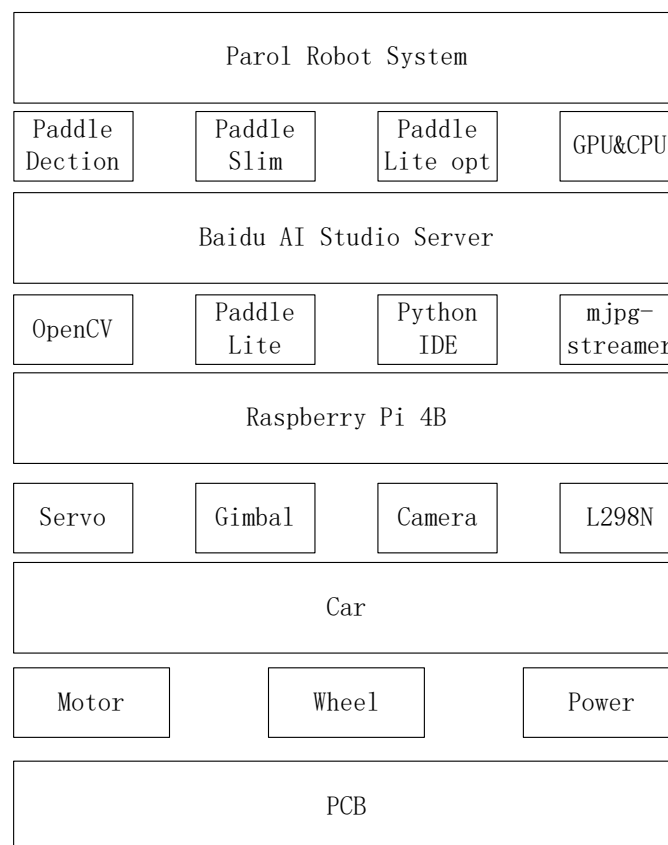 Parol Robot System
Paddle
Dection
Paddle
Slim
Paddle
Lite opt
GPU&CPU
Baidu AI Studio Server
OpenCV
Paddle
Lite
Python
IDE
mjpg-
streamer
Raspberry Pi 4B
Servo
Gimbal
Camera
L298N
Car
Motor
Wheel
Power
PCB